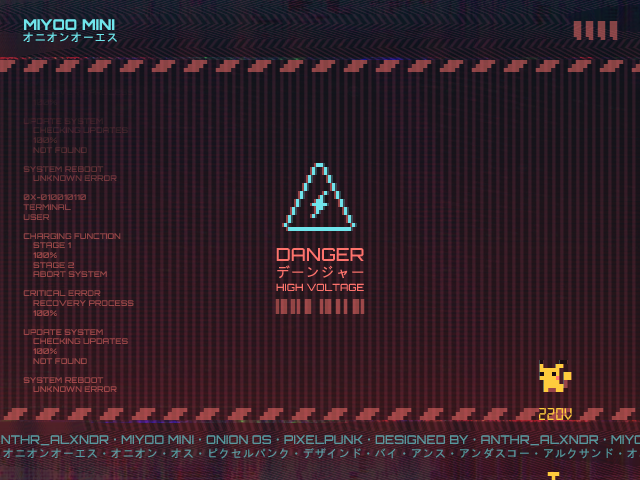 MIYOO MINI
オニオンオーエス
UPDATE SYSTEM
CHECKING UPDATES
100%
NOT FOUND
SYSTEM REBOOT
UNKNOWN ERROR
0X-010010110
TERMINAL
USER
CHARGING FUNCTION
STAGE 1
100%
STAGE 2
ABORT SYSTEM
CRITICAL ERROR
RECOVERY PROCESS
100%
UPDATE SYSTEM
CHECKING UPDATES
100%
NOT FOUND
SYSTEM REBOOT
UNKNOWN ERROR
DANGER
デーンジャー
HIGH VOLTAGE
220V
ANTHR_ALXNDR · MIYOO MINI · ONION OS · PIXELPUNK · DESIGNED BY · ANTHR_ALXNDR · MIYO
オニオンオーエス・オニオン・オス・ピクセルパンク・デザインド・バイ・アンス・アンダスコー・アルクサンド・オ